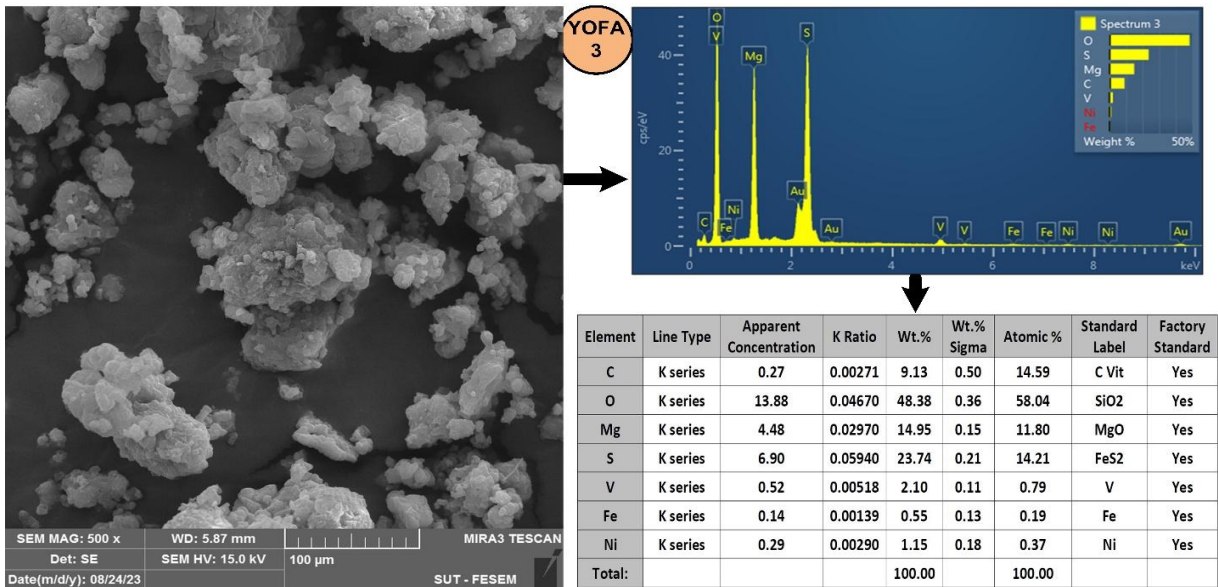 YOFA
3
SEM MAG: 500 x WD: 5.87 mm MIRA3 TESCAN
Det: SE SEM HV: 15.0 kV 100 µm
Date(m/d/y): 08/24/23 SUT - FESEM
Spectrum 3
O
S
Mg
C
V
Ni
Fe
Weight % 50%
cps/eV
40
20
0
O
V
Mg
S
Au
C
Fe
Ni
Au
V
V
Fe
Fe
Ni
Ni
Au
0 2 4 6 8 keV
Element Line Type Apparent Concentration K Ratio Wt.% Wt.% Sigma Atomic % Standard Label Factory Standard
C K series 0.27 0.00271 9.13 0.50 14.59 C Vit Yes
O K series 13.88 0.04670 48.38 0.36 58.04 SiO2 Yes
Mg K series 4.48 0.02970 14.95 0.15 11.80 MgO Yes
S K series 6.90 0.05940 23.74 0.21 14.21 FeS2 Yes
V K series 0.52 0.00518 2.10 0.11 0.79 V Yes
Fe K series 0.14 0.00139 0.55 0.13 0.19 Fe Yes
Ni K series 0.29 0.00290 1.15 0.18 0.37 Ni Yes
Total: 100.00 100.00